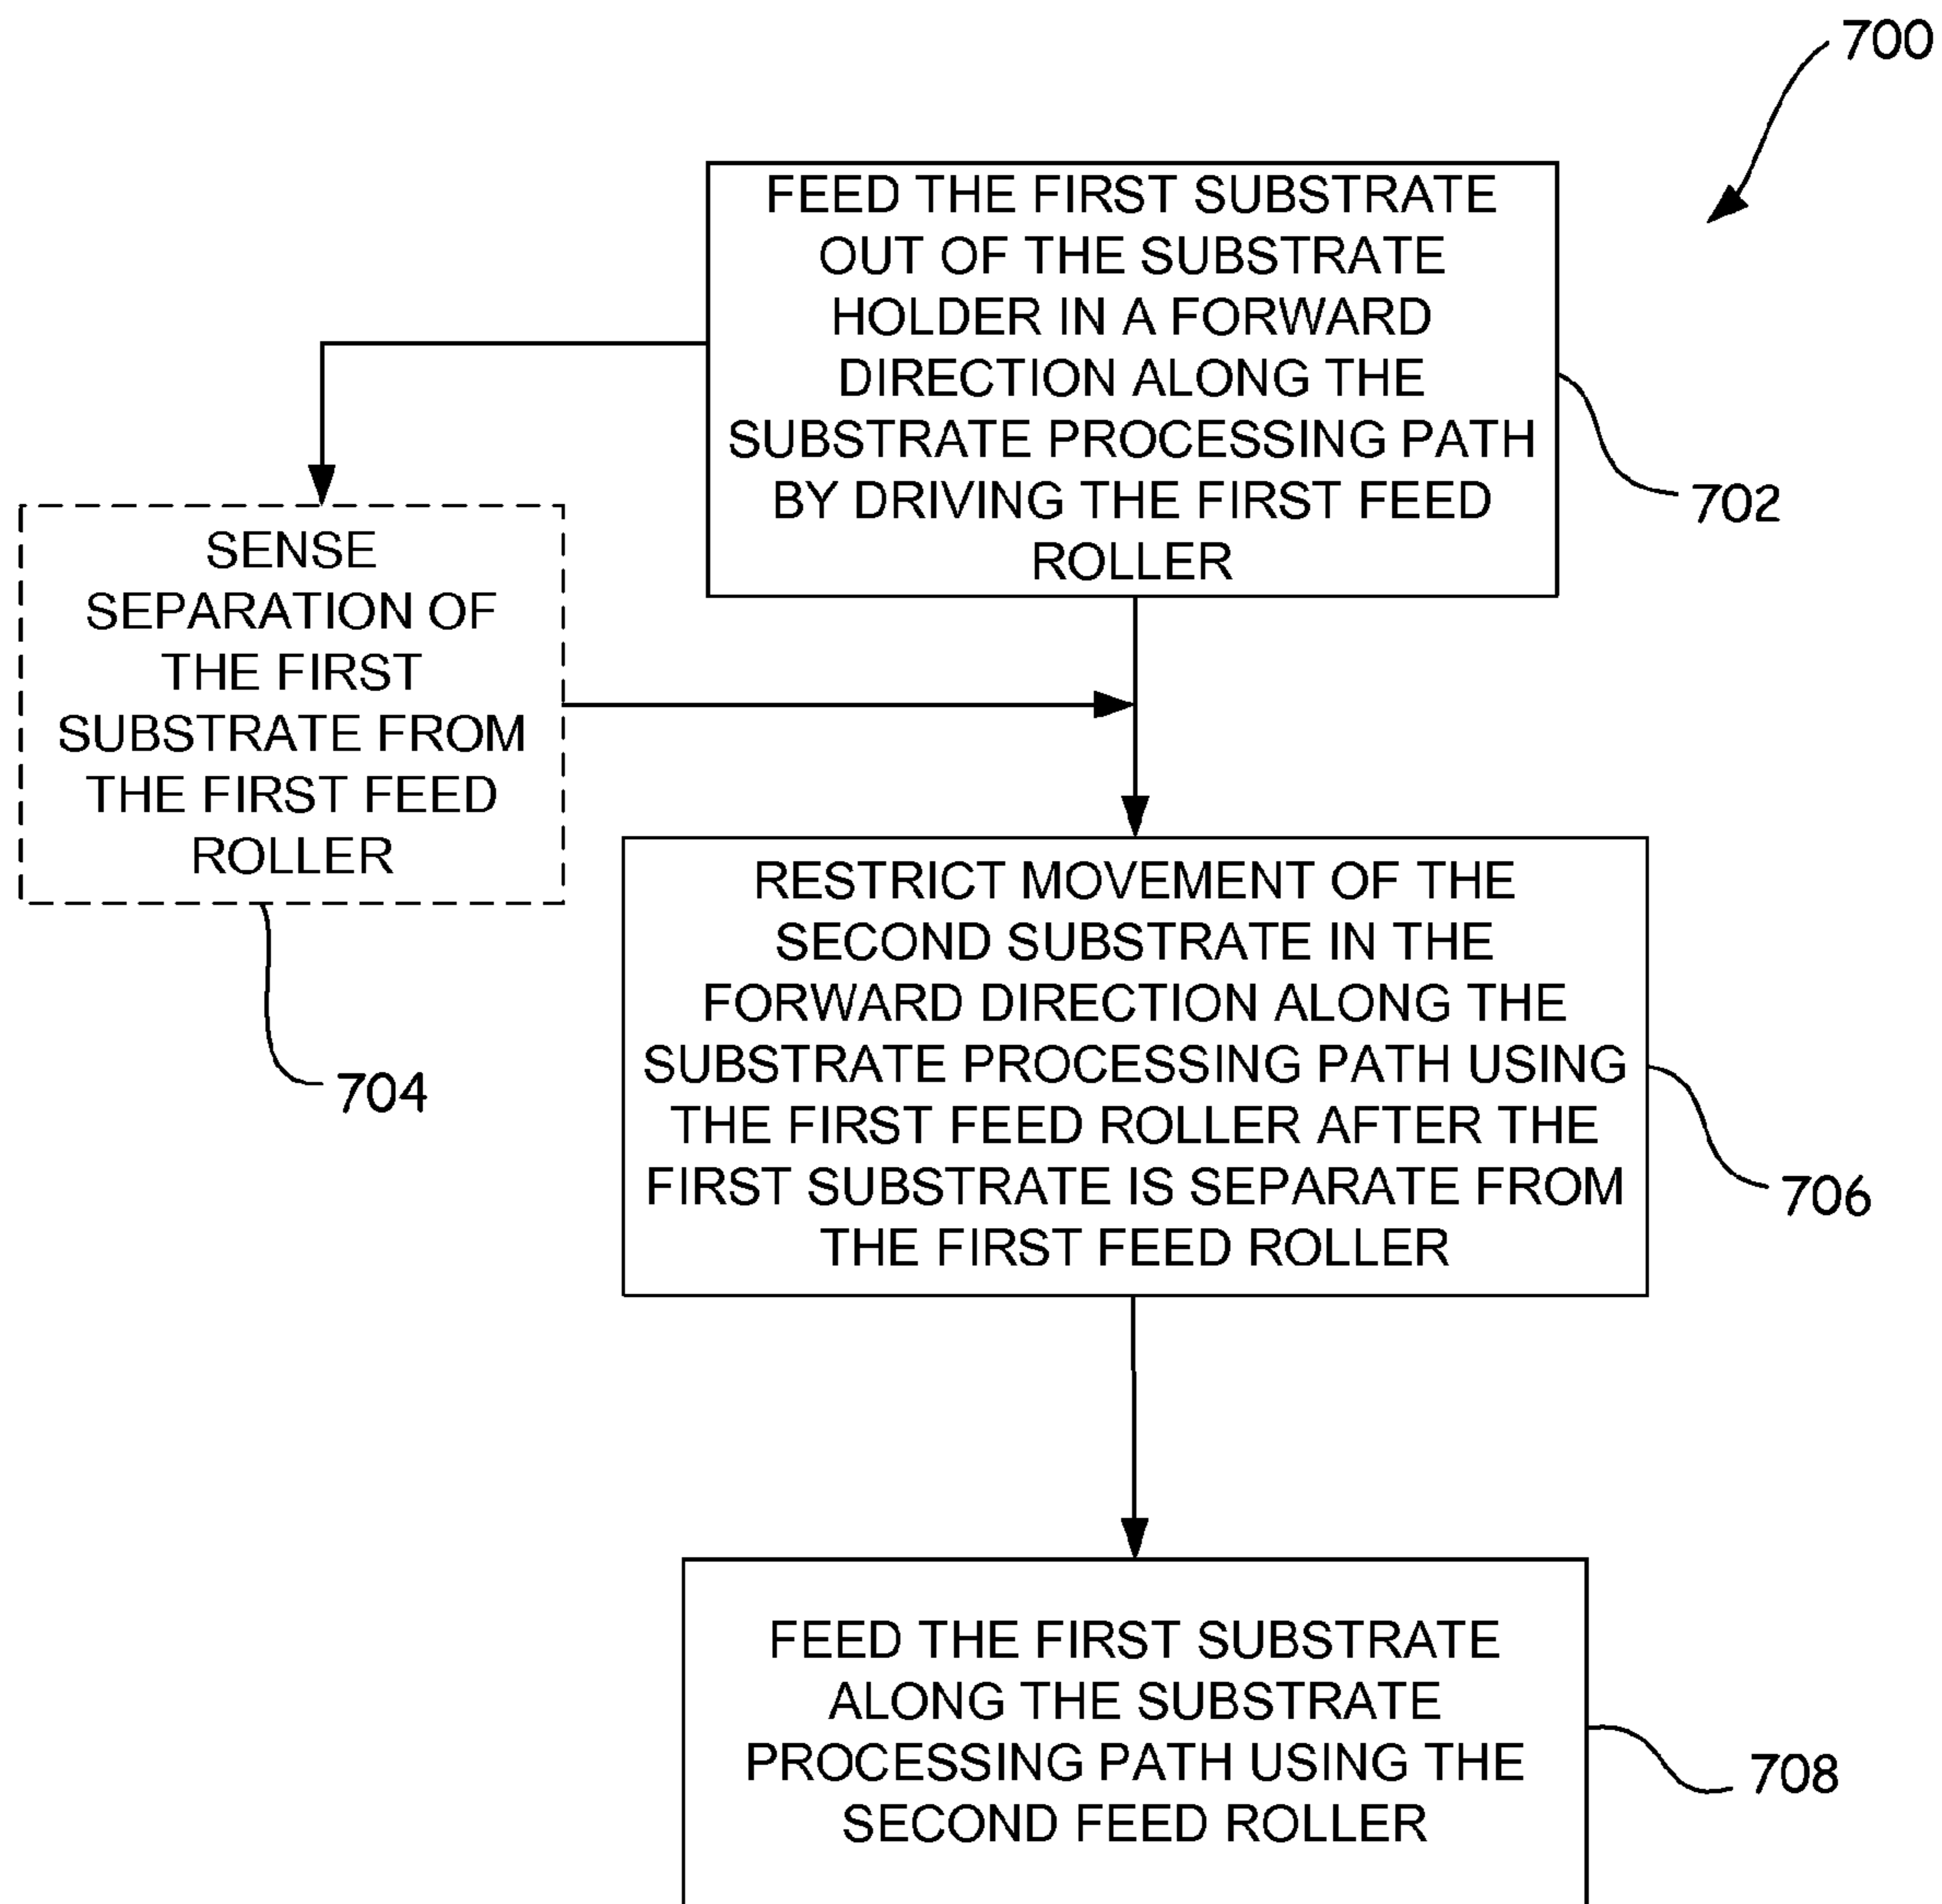 700
FEED THE FIRST SUBSTRATE
OUT OF THE SUBSTRATE
HOLDER IN A FORWARD
DIRECTION ALONG THE
SUBSTRATE PROCESSING PATH
BY DRIVING THE FIRST FEED
ROLLER
702
SENSE
SEPARATION OF
THE FIRST
SUBSTRATE FROM
THE FIRST FEED
ROLLER
704
RESTRICT MOVEMENT OF THE
SECOND SUBSTRATE IN THE
FORWARD DIRECTION ALONG THE
SUBSTRATE PROCESSING PATH USING
THE FIRST FEED ROLLER AFTER THE
FIRST SUBSTRATE IS SEPARATE FROM
THE FIRST FEED ROLLER
706
FEED THE FIRST SUBSTRATE
ALONG THE SUBSTRATE
PROCESSING PATH USING THE
SECOND FEED ROLLER
708